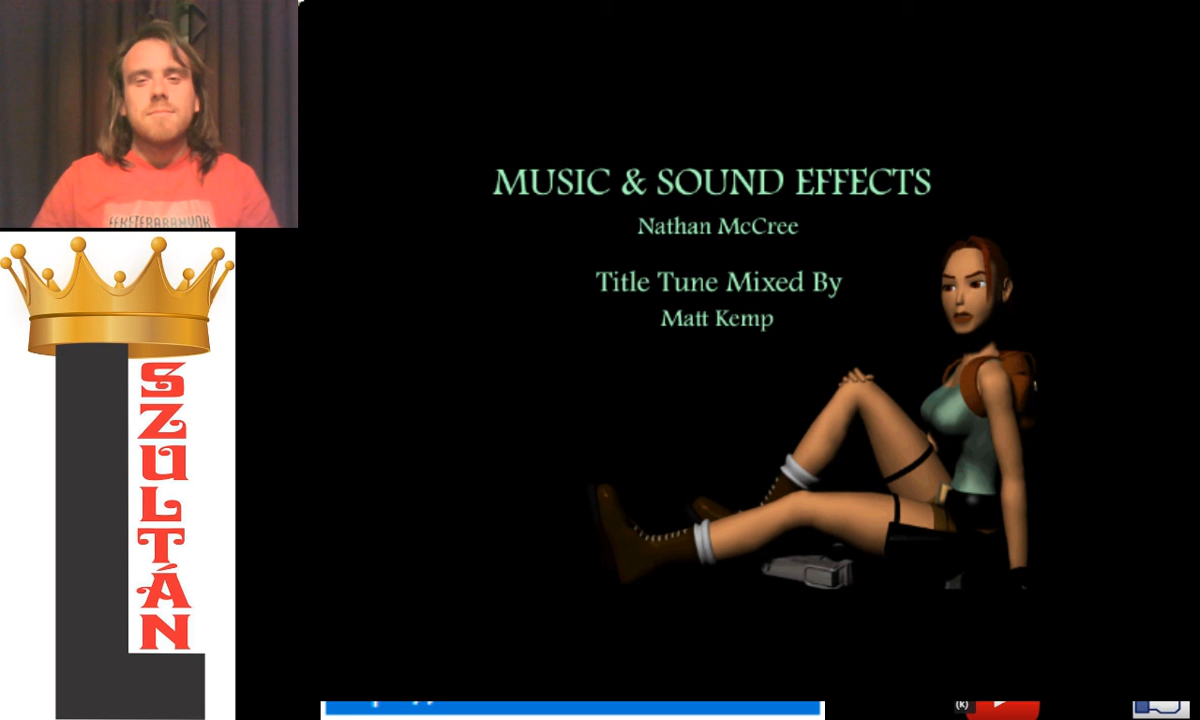 MUSIC & SOUND EFFECTS
Nathan McCree
Title Tune Mixed By
Matt Kemp
L
SZULTÁN
(k)